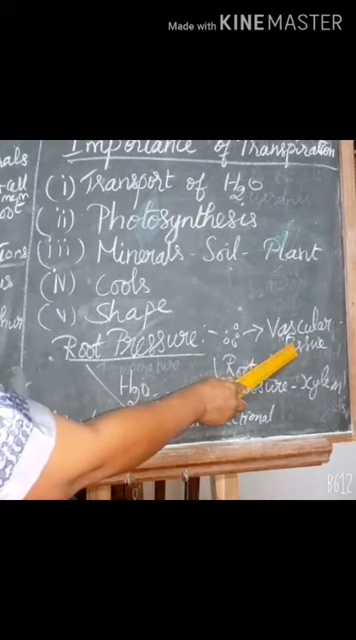 Made with KINEMASTER
Importance of Transpiration
(i) Transport of H2O
(ii) Photosynthesis
(iii) Minerals - Soil - Plant
(iv) Cools
(v) Shape
Root Pressure:- → Vascular
Tissue
H2O
Root
Xylem
B612